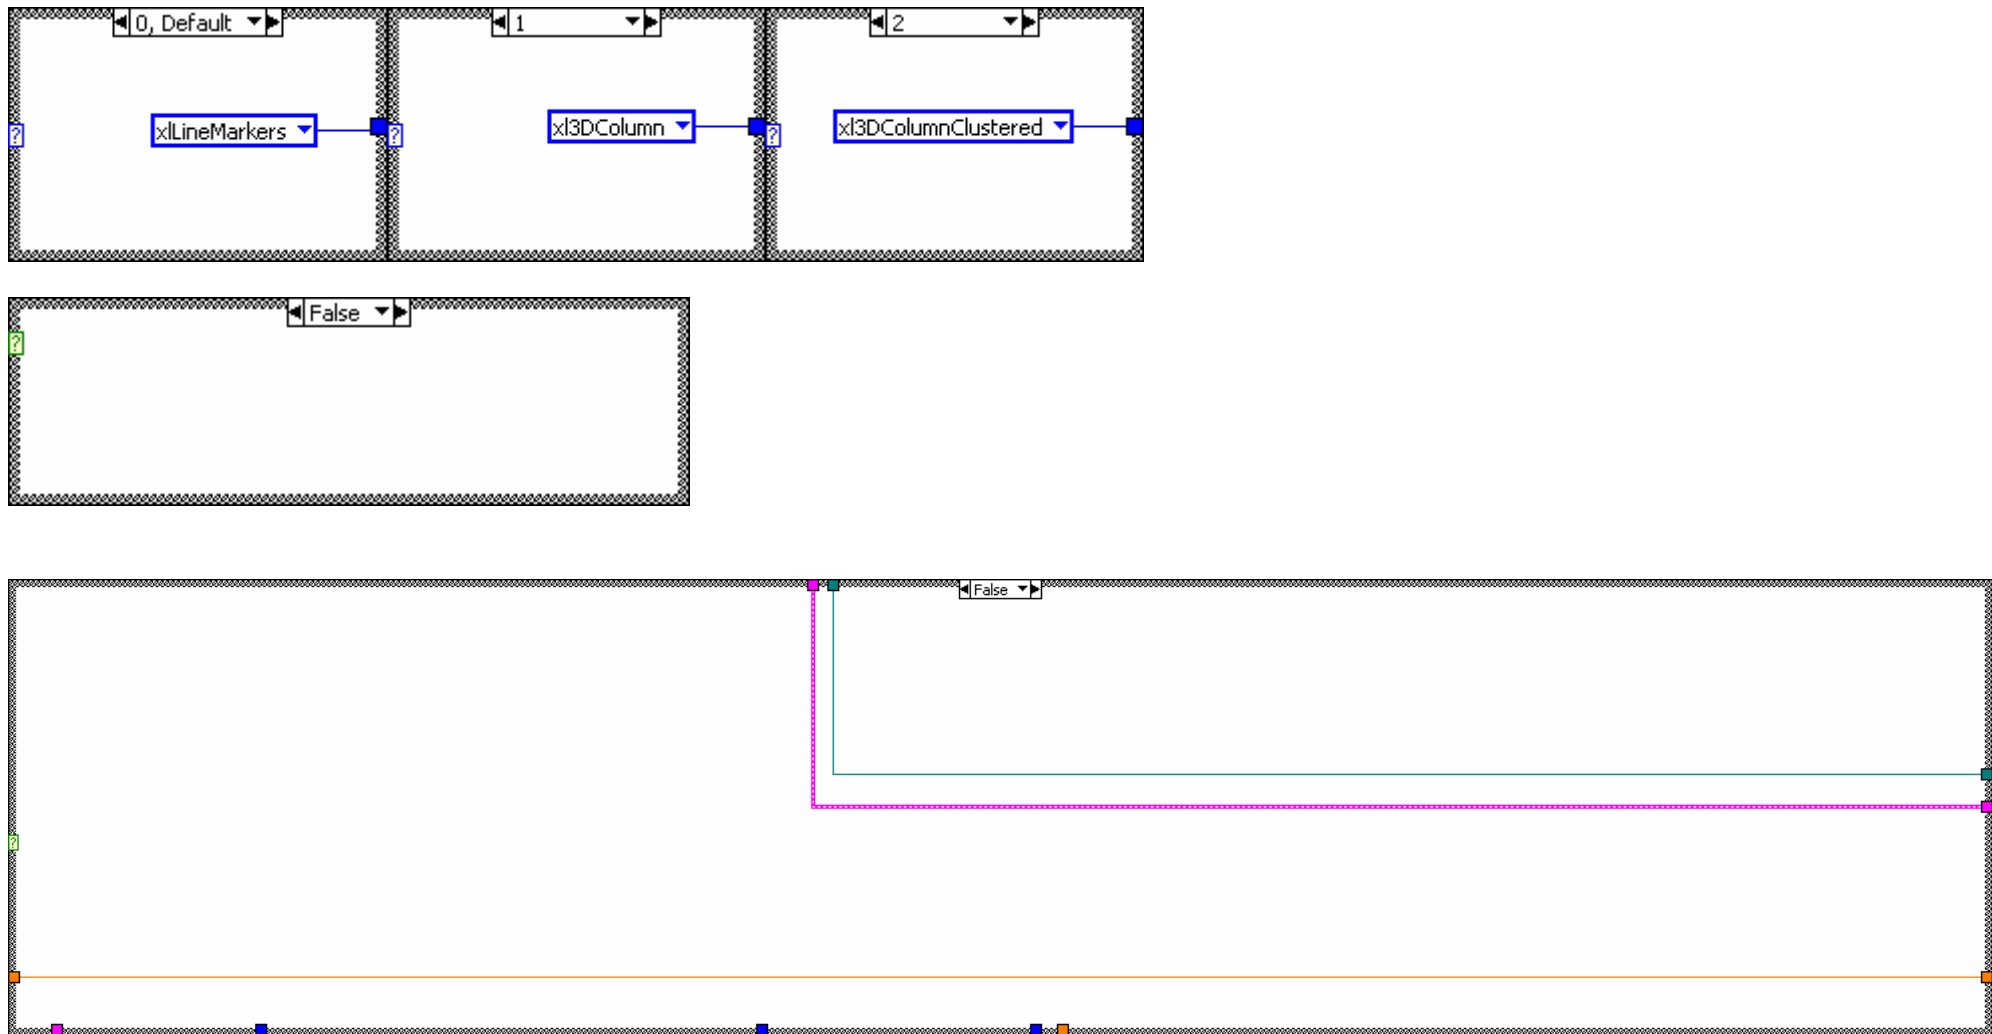 0, Default
1
2
?
xlLineMarkers
?
xl3DColumn
?
xl3DColumnClustered
False
?
False
?